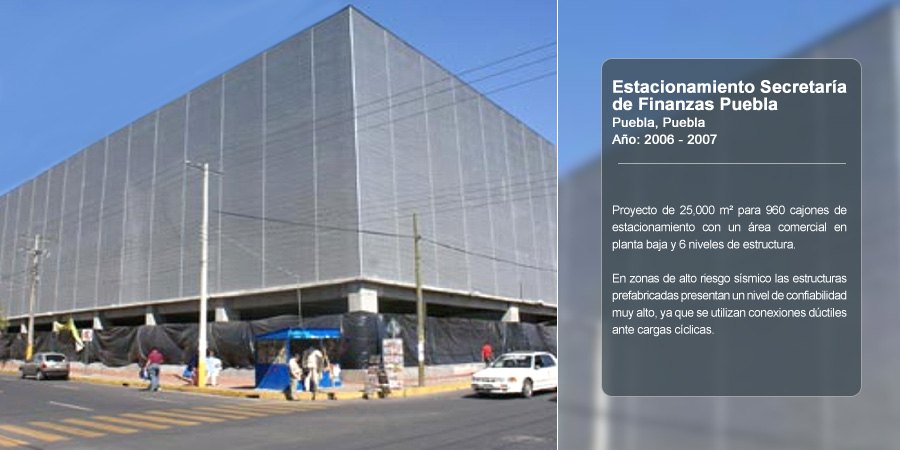 Estacionamiento Secretaría
de Finanzas Puebla
Puebla, Puebla
Año: 2006 - 2007
Proyecto de 25,000 m² para 960 cajones de
estacionamiento con un área comercial en
planta baja y 6 niveles de estructura.
En zonas de alto riesgo sísmico las estructuras
prefabricadas presentan un nivel de confiabilidad
muy alto, ya que se utilizan conexiones dúctiles
ante cargas cíclicas.